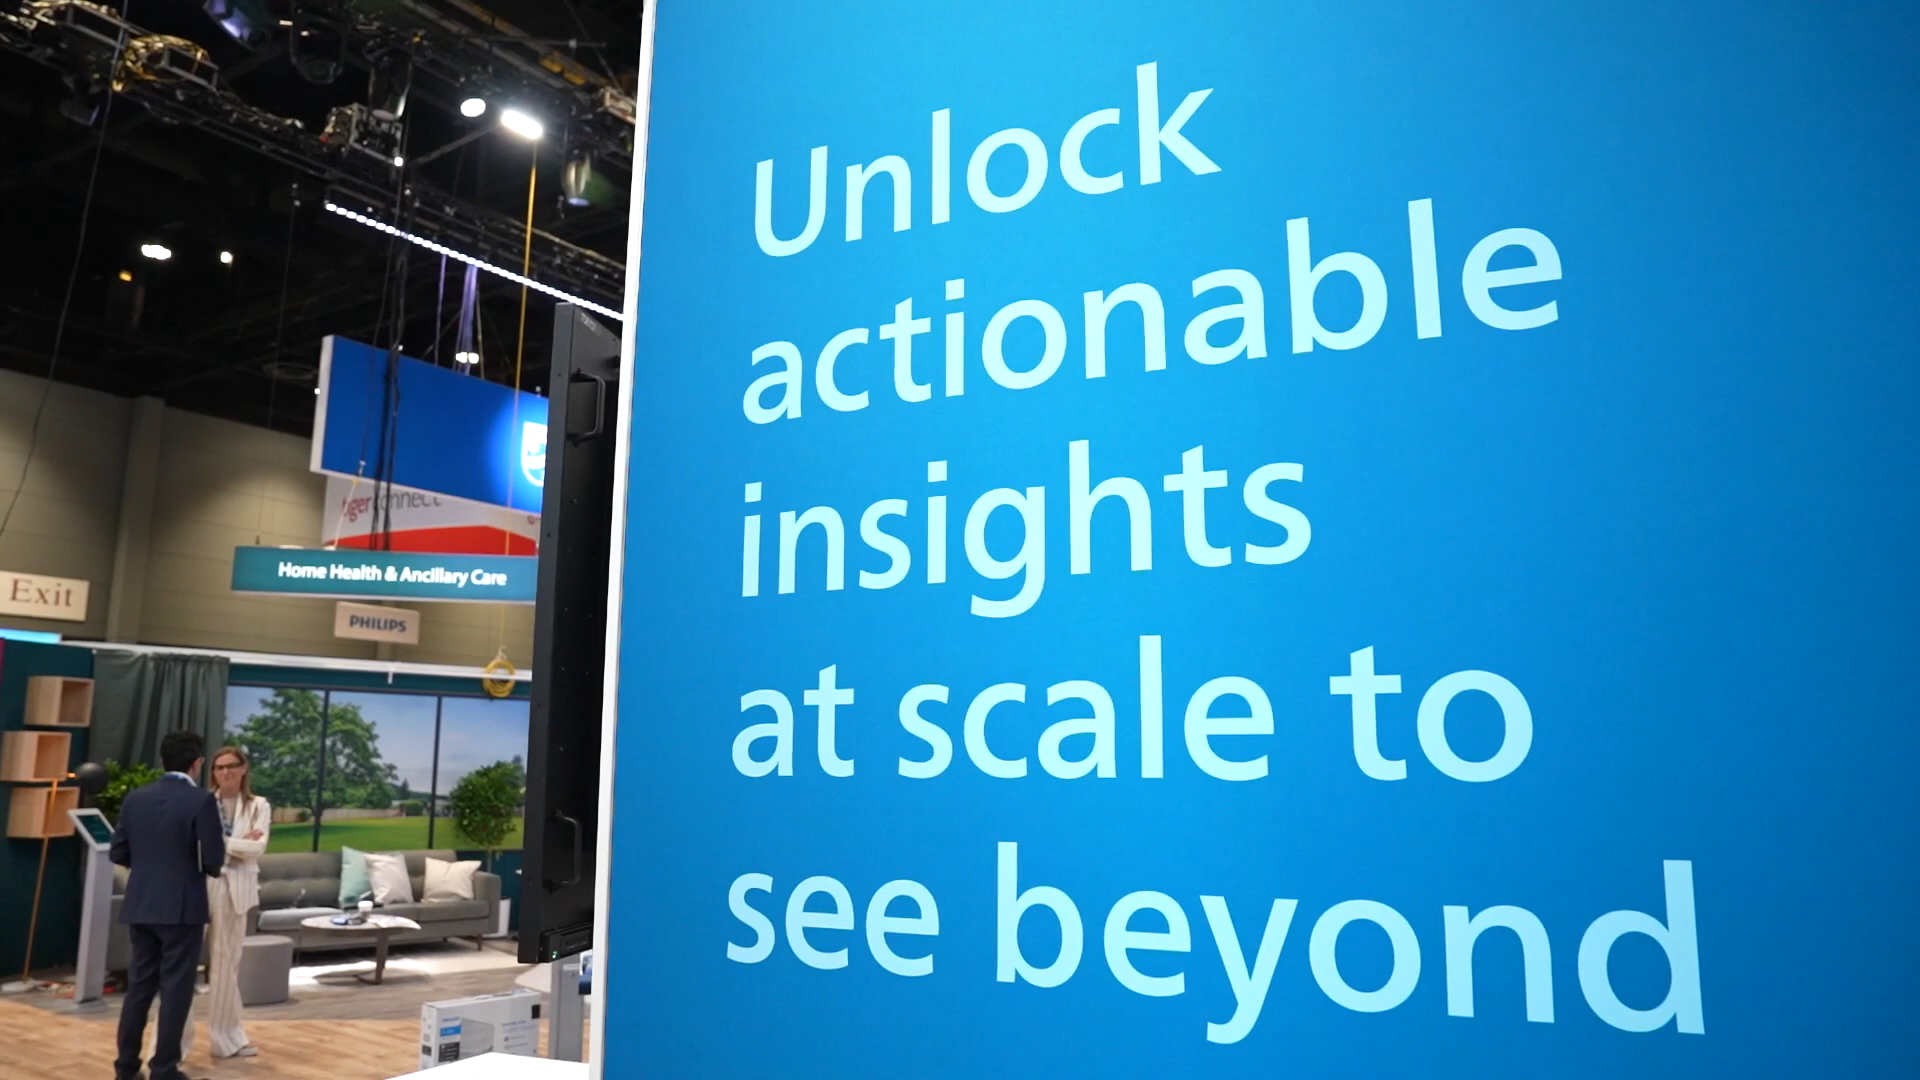 Unlock
actionable
insights
at scale to
see beyond
Home Health & Ancillary Care
PHILIPS
Exit